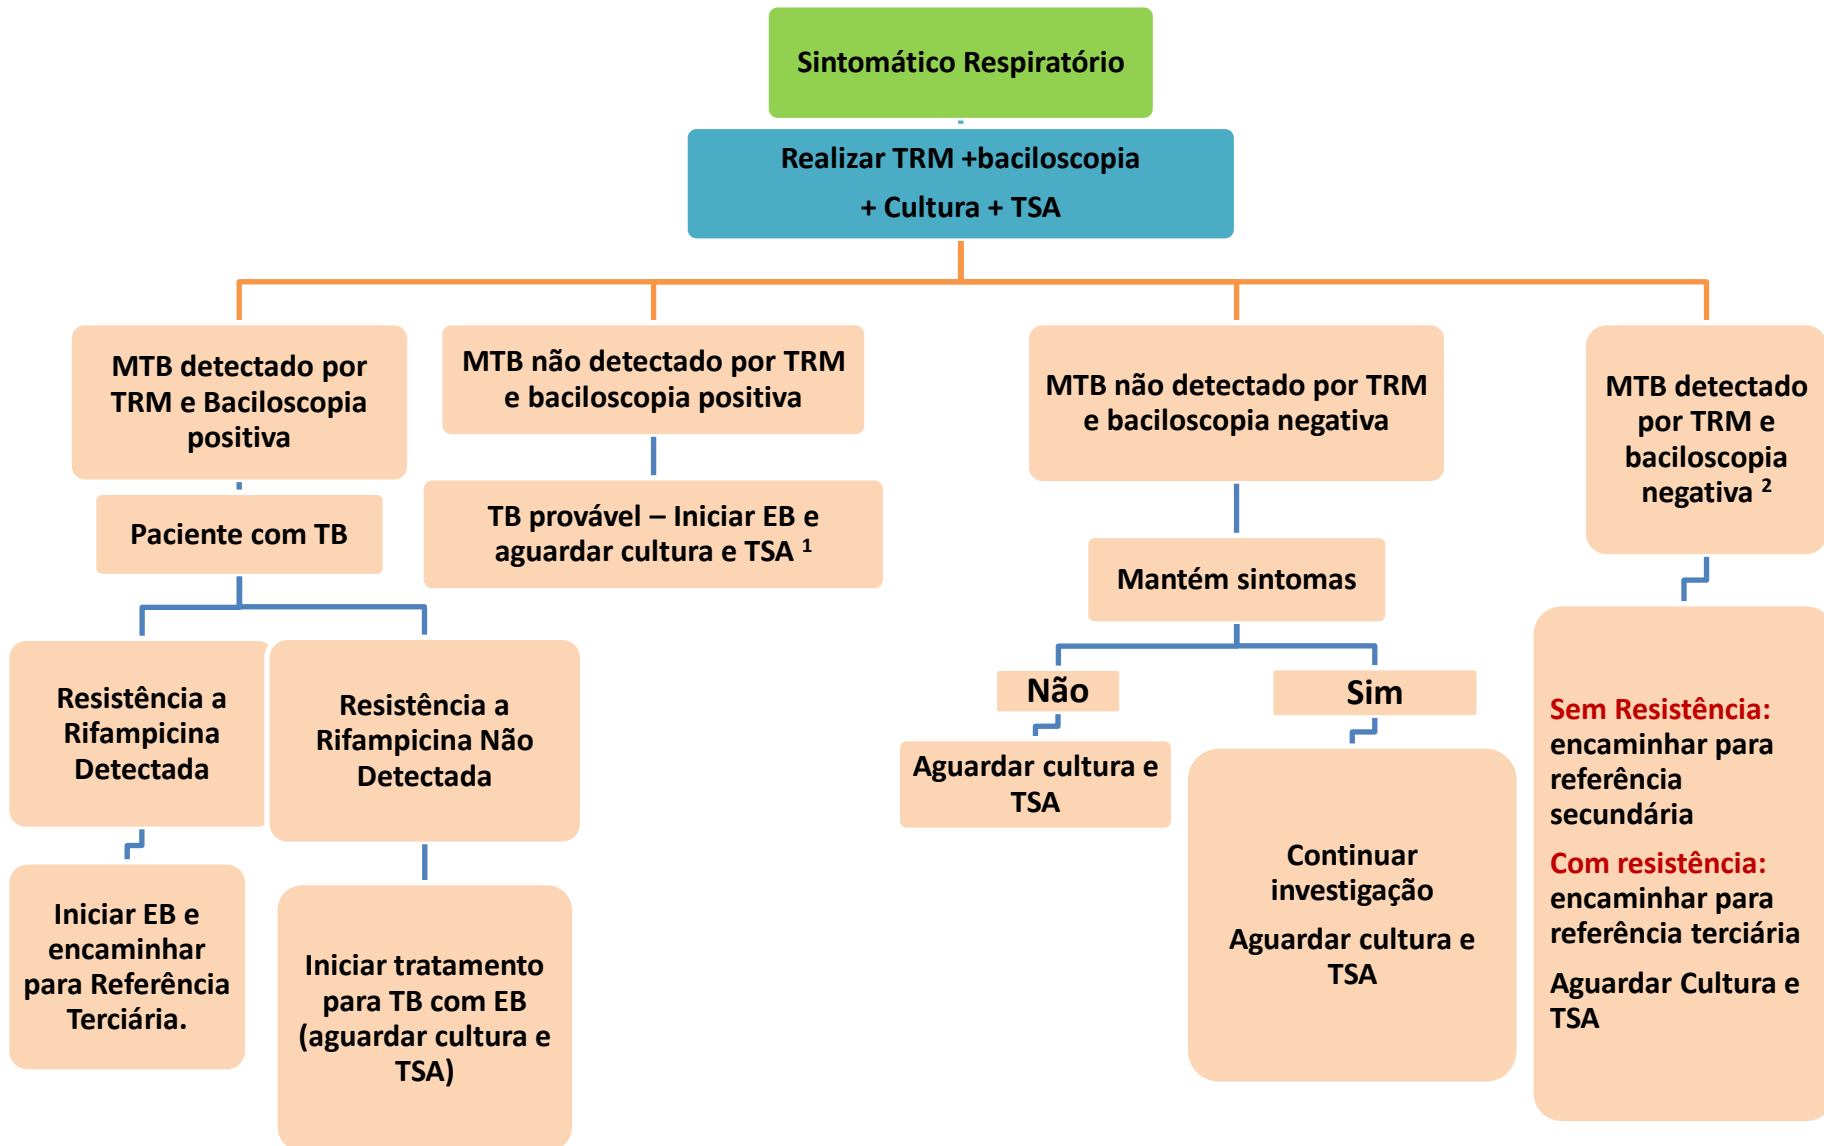 Sintomático Respiratório
Realizar TRM +baciloscopia
+ Cultura + TSA
MTB detectado por
TRM e Baciloscopia
positiva
MTB não detectado por TRM
e baciloscopia positiva
MTB não detectado por TRM
e baciloscopia negativa
MTB detectado
por TRM e
baciloscopia
negativa ²
Paciente com TB
TB provável – Iniciar EB e
aguardar cultura e TSA ¹
Mantém sintomas
Resistência a
Rifampicina
Detectada
Resistência a
Rifampicina Não
Detectada
Não
Sim
Aguardar cultura e
TSA
Iniciar EB e
encaminhar
para Referência
Terciária.
Iniciar tratamento
para TB com EB
(aguardar cultura e
TSA)
Continuar
investigação
Aguardar cultura e
TSA
Sem Resistência:
encaminhar para
referência
secundária
Com resistência:
encaminhar para
referência terciária
Aguardar Cultura e
TSA